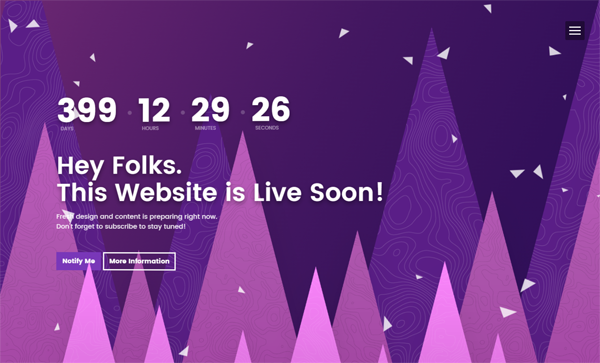 399 12 29 26
DAYS HOURS MINUTES SECONDS
Hey Folks.
This Website is Live Soon!
Fresh design and content is preparing right now.
Don't forget to subscribe to stay tuned!
Notify Me More Information